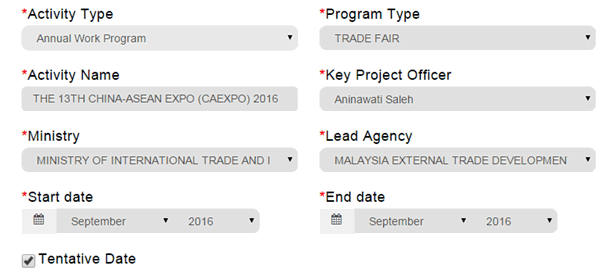 *Activity Type *Program Type
Annual Work Program TRADE FAIR
*Activity Name *Key Project Officer
THE 13TH CHINA-ASEAN EXPO (CAEXPO) 2016 Aninawati Saleh
*Ministry *Lead Agency
MINISTRY OF INTERNATIONAL TRADE AND I MALAYSIA EXTERNAL TRADE DEVELOPMEN
*Start date *End date
September 2016 September 2016
Tentative Date